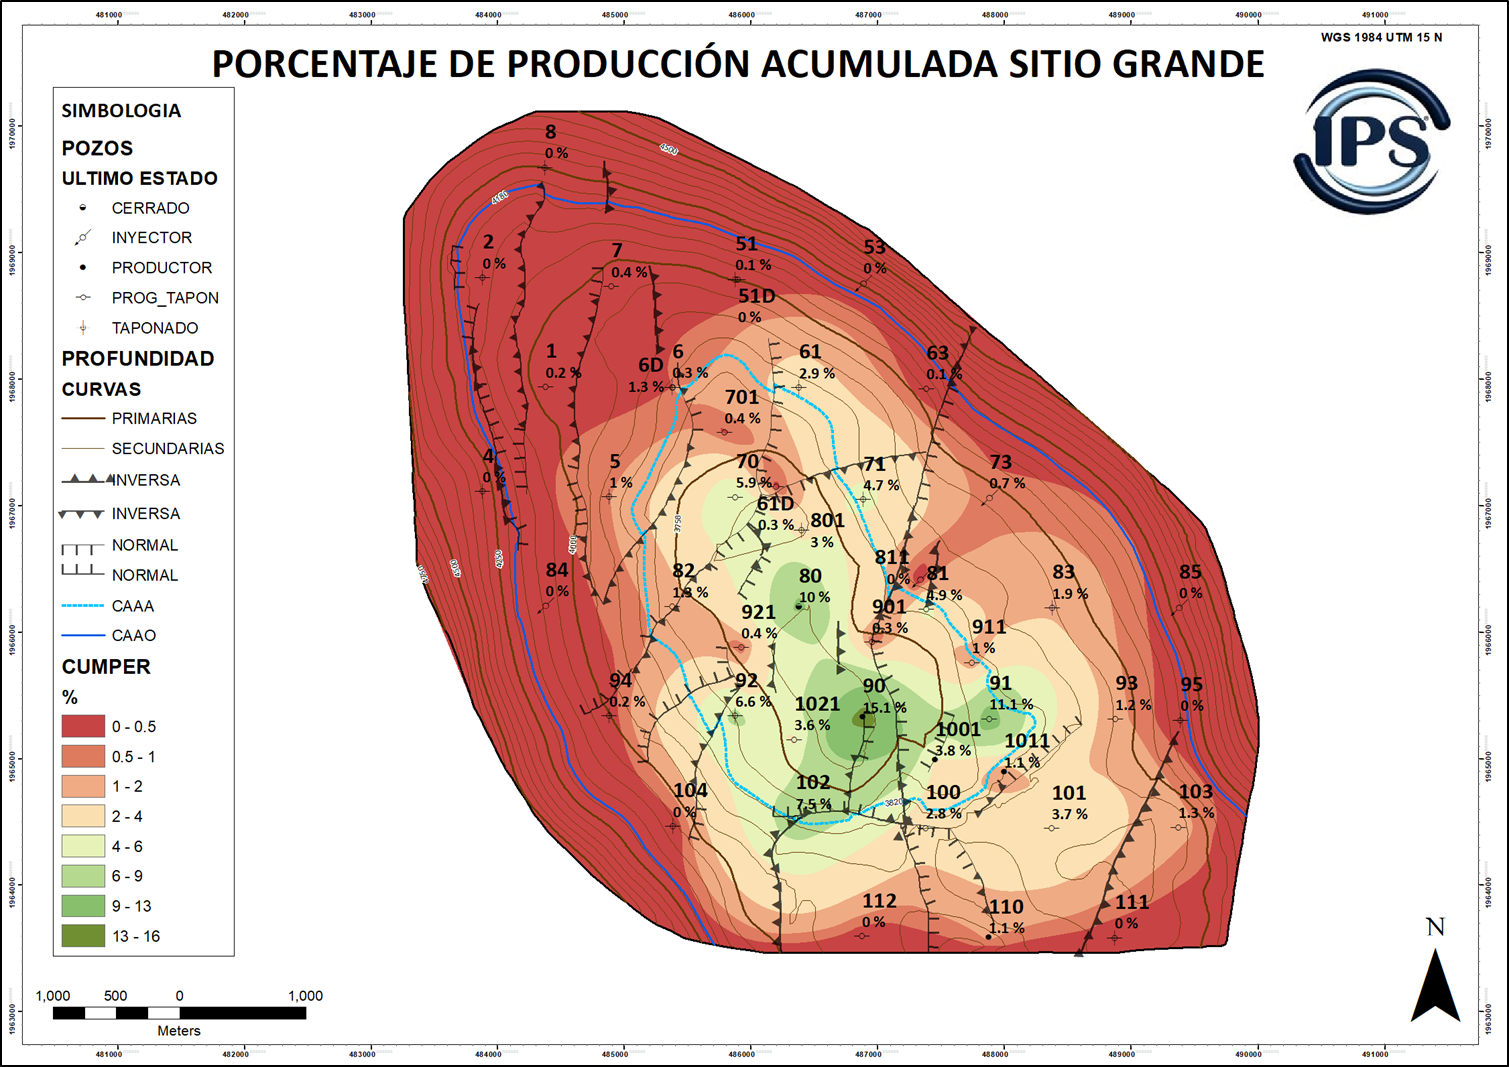 481000 482000 483000 484000 485000 486000 487000 488000 489000 490000 491000
WGS 1984 UTM 15 N
PORCENTAJE DE PRODUCCIÓN ACUMULADA SITIO GRANDE
IPS
SIMBOLOGIA
POZOS
ULTIMO ESTADO
CERRADO
INYECTOR
PRODUCTOR
PROG_TAPON
TAPONADO
PROFUNDIDAD
CURVAS
PRIMARIAS
SECUNDARIAS
INVERSA
INVERSA
NORMAL
NORMAL
CAAA
CAAO
CUMPER
%
0 - 0.5
0.5 - 1
1 - 2
2 - 4
4 - 6
6 - 9
9 - 13
13 - 16
1,000 500 0 1,000
Meters
8
0 %
4500
4180
2
0 %
7
0.4 %
51
0.1 %
53
0 %
51D
0 %
1
0.2 %
6D
1.3 %
6
0.3 %
61
2.9 %
63
0.1 %
701
0.4 %
4
0 %
5
1 %
70
5.9 %
71
4.7 %
73
0.7 %
61D
0.3 %
801
3 %
3750
4000
4250
84
0 %
82
1.3 %
80
10 %
811
0%
81
4.9 %
83
1.9 %
85
0 %
921
0.4 %
901
0.3 %
911
1 %
94
0.2 %
92
6.6 %
90
15.1 %
91
11.1 %
93
1.2 %
95
0 %
1021
3.6 %
1001
3.8 %
1011
1.1 %
104
0 %
102
7.5 %
3820
100
2.8 %
101
3.7 %
103
1.3 %
112
0 %
110
1.1 %
111
0 %
N
1970000
1969000
1968000
1967000
1966000
1965000
1964000
1963000
1970000
1969000
1968000
1967000
1966000
1965000
1964000
1963000
481000 482000 483000 484000 485000 486000 487000 488000 489000 490000 491000